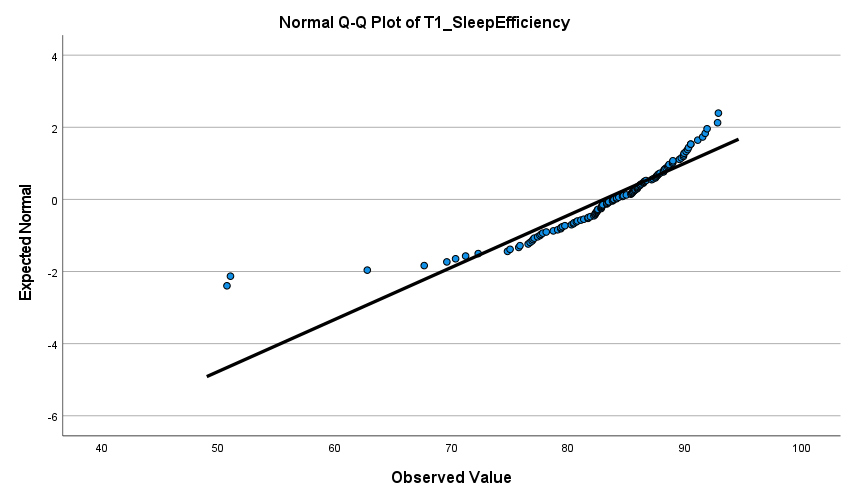 Normal Q-Q Plot of T1_SleepEfficiency
4
2
0
-2
-4
-6
Expected Normal
40 50 60 70 80 90 100
Observed Value